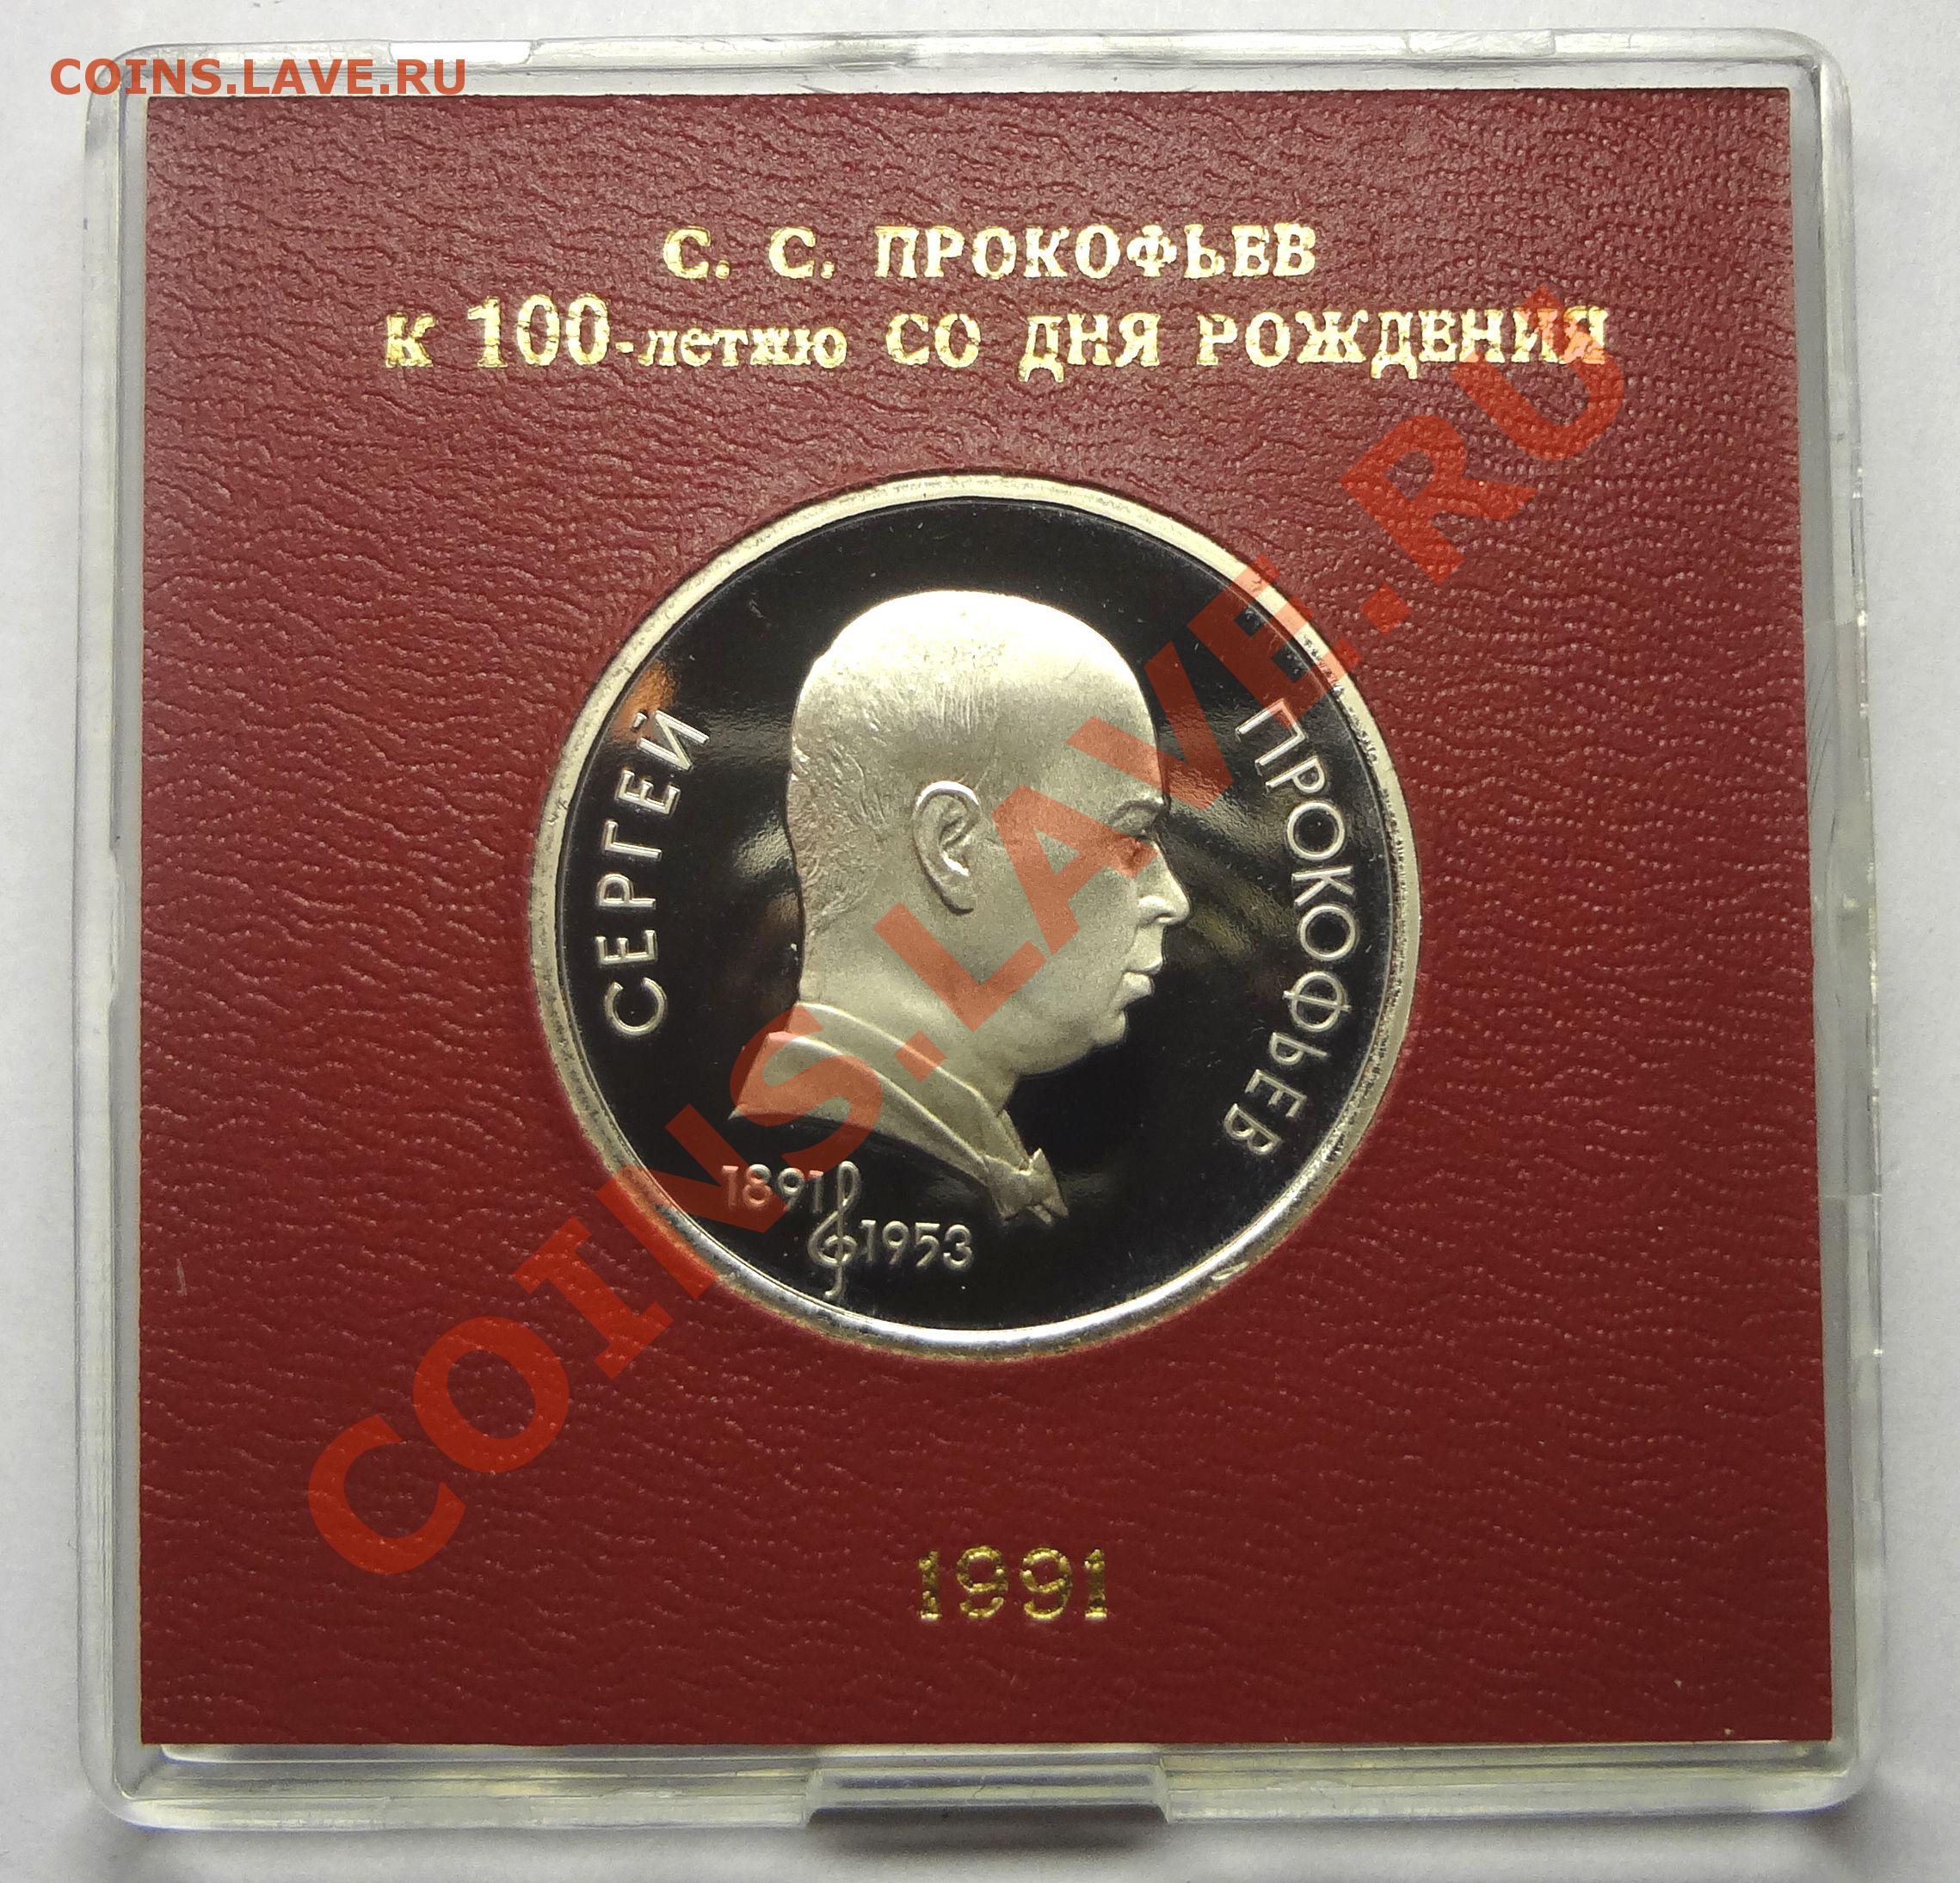 COINS.LAVE.RU
С. С. ПРОКОФЬЕВ
К 100-летию СО ДНЯ РОЖДЕНИЯ
СЕРГЕЙ
ПРОКОФЬЕВ
1891
1953
COINS.LAVE.RU
1991